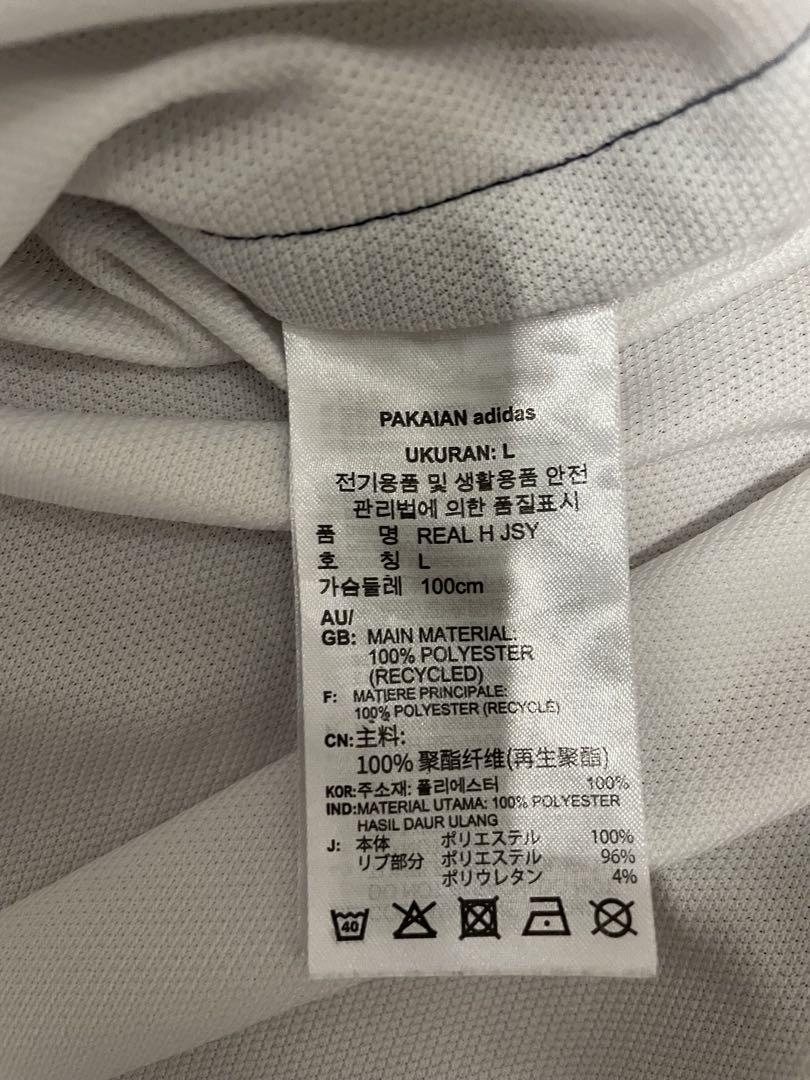 PAKAIAN adidas
UKURAN: L
전기용품 및 생활용품 안전
관리법에 의한 품질표시
품 명 REAL H JSY
호 칭 L
가슴둘레 100cm
AU/
GB: MAIN MATERIAL:
100% POLYESTER
(RECYCLED)
F: MATIERE PRINCIPALE:
100% POLYESTER (RECYCLÉ)
CN:主料:
100% 聚酯纤维(再生聚酯)
KOR:주소재: 폴리에스터 100%
IND:MATERIAL UTAMA: 100% POLYESTER
HASIL DAUR ULANG
J: 本体 ポリエステル 100%
リブ部分 ポリエステル 96%
ポリウレタン 4%
40